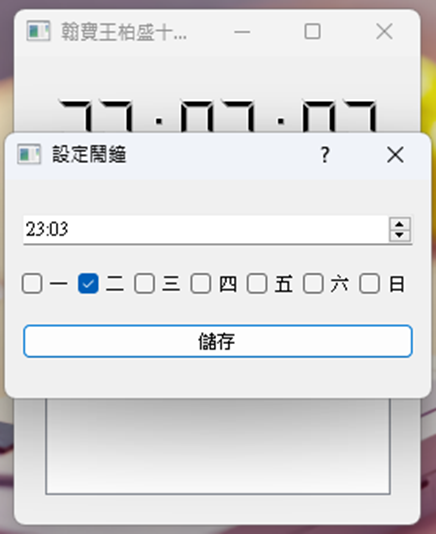 翰寶王柏盛十...
設定鬧鐘
?
23:03
一 二 三 四 五 六 日
儲存